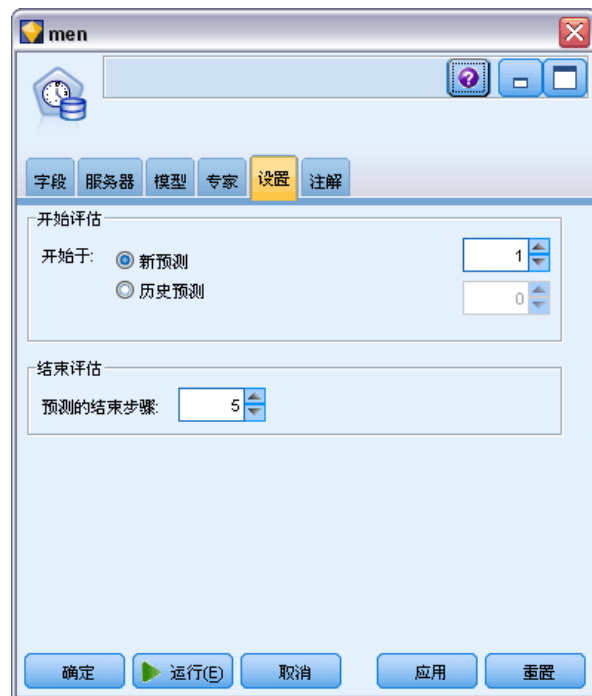 men
?
字段 服务器 模型 专家 设置 注解
开始评估
开始于: 新预测 1
历史预测 0
结束评估
预测的结束步骤: 5
确定 运行(E) 取消 应用 重置